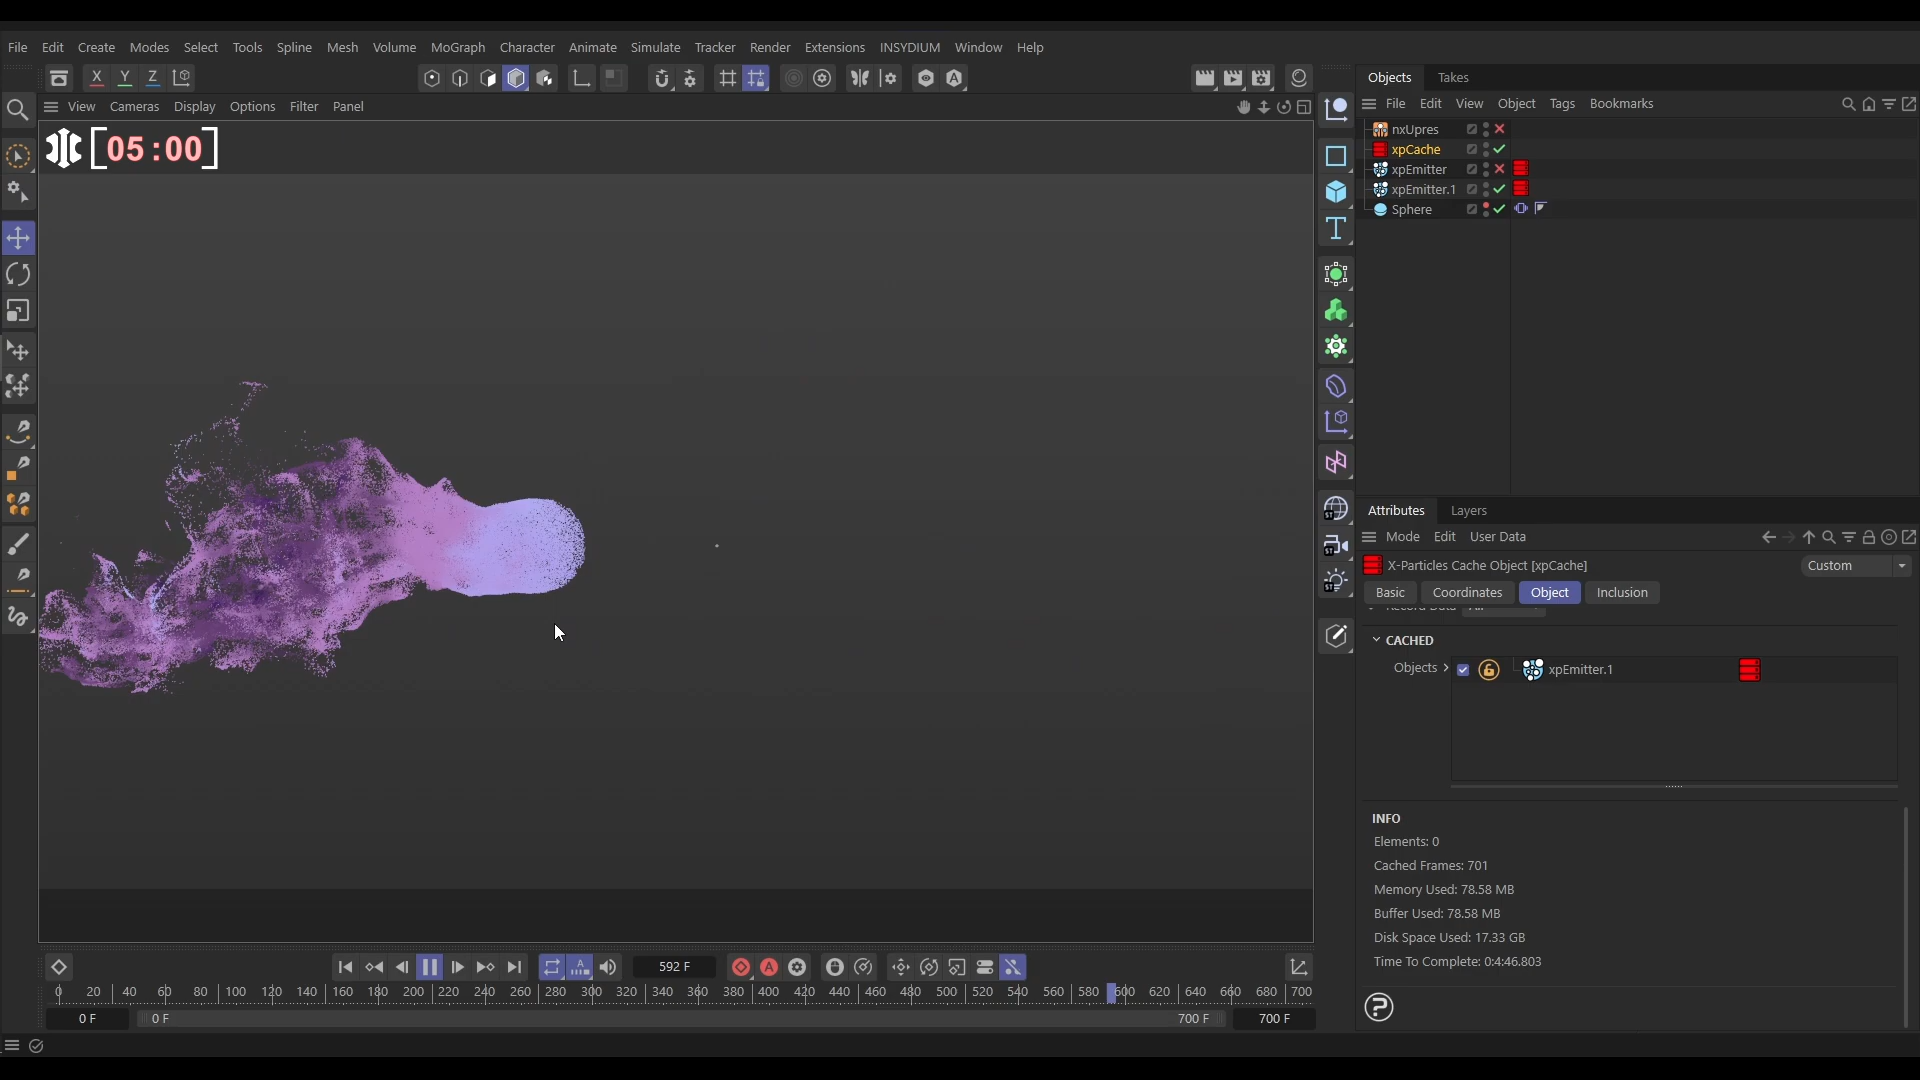 File Edit Create Modes Select Tools Spline Mesh Volume MoGraph Character Animate Simulate Tracker Render Extensions INSYDIUM Window Help
X Y Z
Objects Takes
View Cameras Display Options Filter Panel
File Edit View Object Tags Bookmarks
[05:00]
nxUpres
xpCache
xpEmitter
xpEmitter.1
Sphere
Attributes Layers
Mode Edit User Data
X-Particles Cache Object [xpCache] Custom
Basic Coordinates Object Inclusion
CACHED
Objects xpEmitter.1
INFO
Elements: 0
Cached Frames: 701
Memory Used: 78.58 MB
Buffer Used: 78.58 MB
Disk Space Used: 17.33 GB
Time To Complete: 0:4:46.803
592 F
0 20 40 60 80 100 120 140 160 180 200 220 240 260 280 300 320 340 360 380 400 420 440 460 480 500 520 540 560 580 600 620 640 660 680 700
0 F 0 F 700 F 700 F